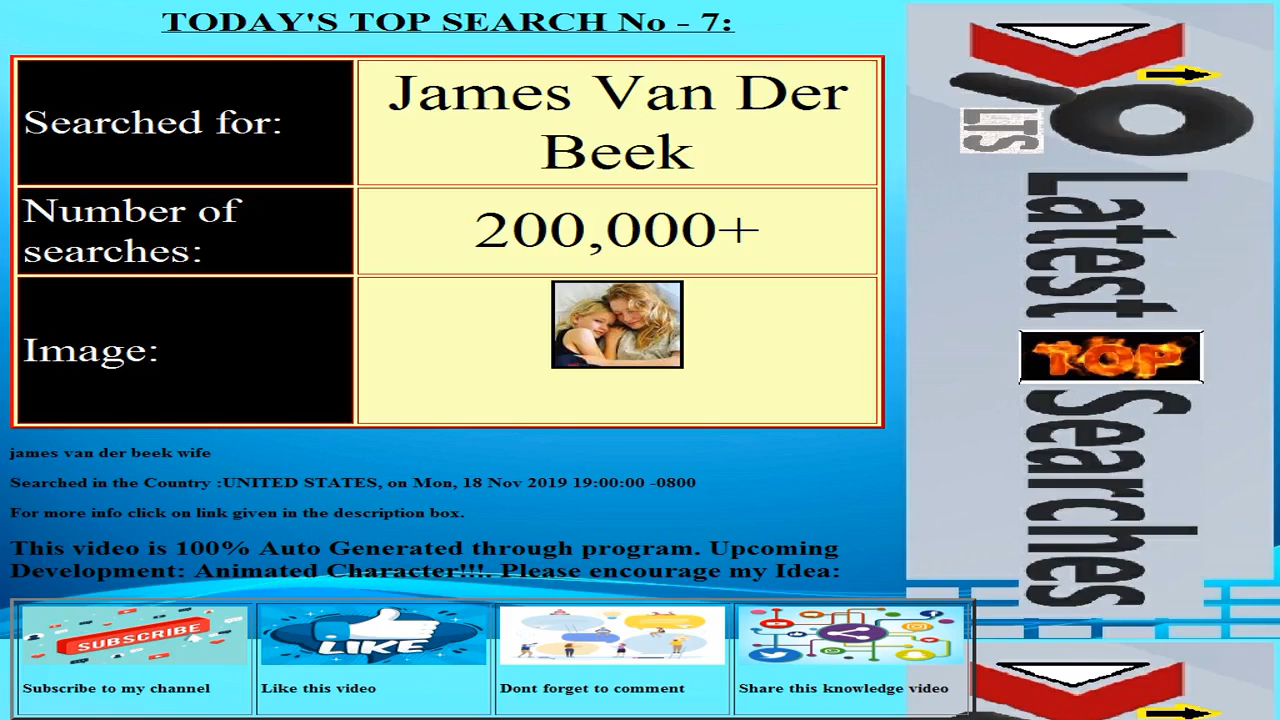 TODAY'S TOP SEARCH No - 7:
Searched for:
James Van Der
Beek
Number of
searches:
200,000+
Image:
james van der beek wife
Searched in the Country :UNITED STATES, on Mon, 18 Nov 2019 19:00:00 -0800
For more info click on link given in the description box.
This video is 100% Auto Generated through program. Upcoming
Development: Animated Character!!!. Please encourage my Idea:
SUBSCRIBE
LIKE
Subscribe to my channel
Like this video
Dont forget to comment
Share this knowledge video
LTS
Latest
TOP
Searches